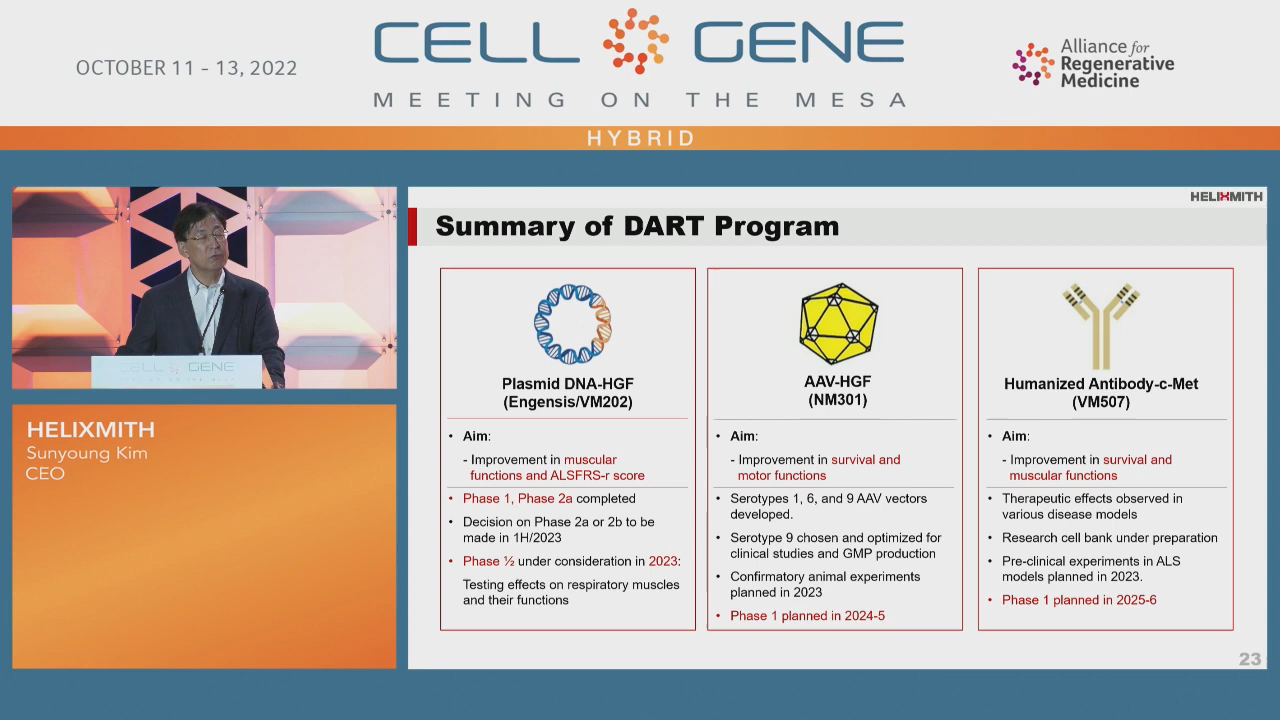 OCTOBER 11 - 13, 2022
CELL GENE
MEETING ON THE MESA
Alliance for
Regenerative
Medicine
HYBRID
CELL GENE
HELIXMITH
Sunyoung Kim
CEO
HELIXMITH
Summary of DART Program
Plasmid DNA-HGF
(Engensis/VM202)
• Aim:
- Improvement in muscular
functions and ALSFRS-r score
• Phase 1, Phase 2a completed
• Decision on Phase 2a or 2b to be
made in 1H/2023
• Phase ½ under consideration in 2023:
Testing effects on respiratory muscles
and their functions
AAV-HGF
(NM301)
• Aim:
- Improvement in survival and
motor functions
• Serotypes 1, 6, and 9 AAV vectors
developed.
• Serotype 9 chosen and optimized for
clinical studies and GMP production
• Confirmatory animal experiments
planned in 2023
• Phase 1 planned in 2024-5
Humanized Antibody-c-Met
(VM507)
• Aim:
- Improvement in survival and
muscular functions
• Therapeutic effects observed in
various disease models
• Research cell bank under preparation
• Pre-clinical experiments in ALS
models planned in 2023.
• Phase 1 planned in 2025-6
23